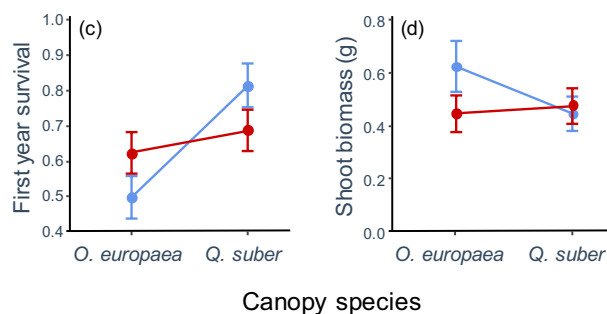 (c)
First year survival
1.0
0.9
0.8
0.7
0.6
0.5
0.4
O. europaea Q. suber
(d)
Shoot biomass (g)
0.8
0.6
0.4
0.2
0.0
O. europaea Q. suber
Canopy species